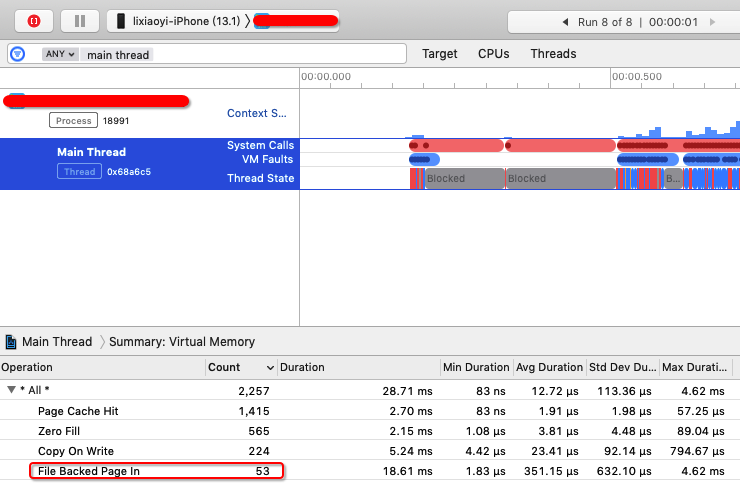 lixiaoyi-iPhone (13.1)
Run 8 of 8 | 00:00:01
ANY main thread
Target CPUs Threads
00:00.000 00:00.500
Process 18991
Context S...
Main Thread
Thread 0x68a6c5
System Calls
VM Faults
Thread State
Blocked Blocked B...
Main Thread Summary: Virtual Memory
Operation Count Duration Min Duration Avg Duration Std Dev Du... Max Durati...
* All * 2,257 28.71 ms 83 ns 12.72 µs 113.36 µs 4.62 ms
Page Cache Hit 1,415 2.70 ms 83 ns 1.91 µs 1.98 µs 57.25 µs
Zero Fill 565 2.15 ms 1.08 µs 3.81 µs 4.48 µs 89.04 µs
Copy On Write 224 5.24 ms 4.42 µs 23.41 µs 92.14 µs 794.67 µs
File Backed Page In 53 18.61 ms 1.83 µs 351.15 µs 632.10 µs 4.62 ms